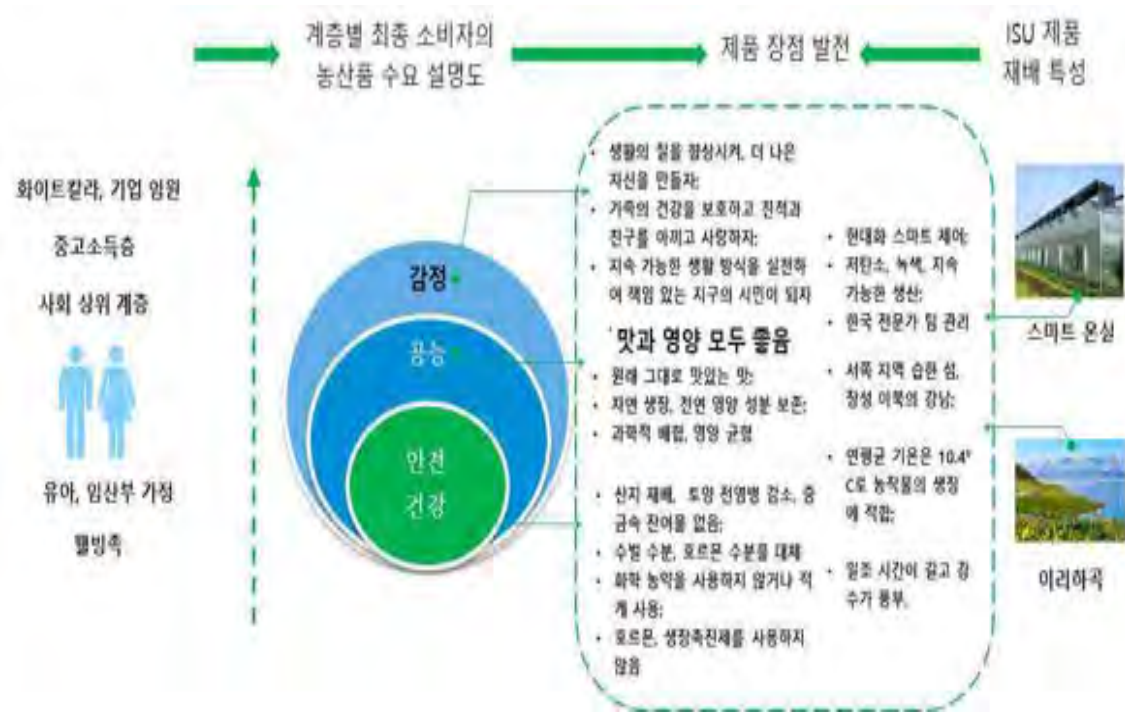 계층별 최종 소비자의
농산품 수요 설명도
제품 장점 발전
ISU 제품
재배 특성
화이트칼라, 기업 임원
중고소득층
사회 상위 계층
유아, 임산부 가정
웰빙족
감정
공능
안전
건강
• 생활의 질을 향상시켜, 더 나은
자신을 만들자;
• 가족의 건강을 보호하고 친척과
친구를 아끼고 사랑하자;
• 지속 가능한 생활 방식을 실천하
여 책임 있는 지구의 시민이 되자
맛과 영양 모두 좋음
• 원래 그대로 맛있는 맛;
• 자연 생장, 천연 영양 성분 보존;
• 과학적 배합, 영양 균형
• 산지 재배, 토양 전염병 감소, 중
금속 잔여물 없음;
• 수벌 수분, 호르몬 수분를 대체
• 화학 농약을 사용하지 않거나 적
게 사용;
• 호르몬, 생장촉진제를 사용하지
않음
• 현대화 스마트 제어;
• 저탄소, 녹색, 지속
가능한 생산;
• 한국 전문가 팀 관리
• 서쪽 지역 습한 섬,
장성 이북의 강남;
• 연평균 기온은 10.4°
C로 농작물의 생장
에 적합;
• 일조 시간이 길고 강
수가 풍부.
스마트 온실
이리하곡